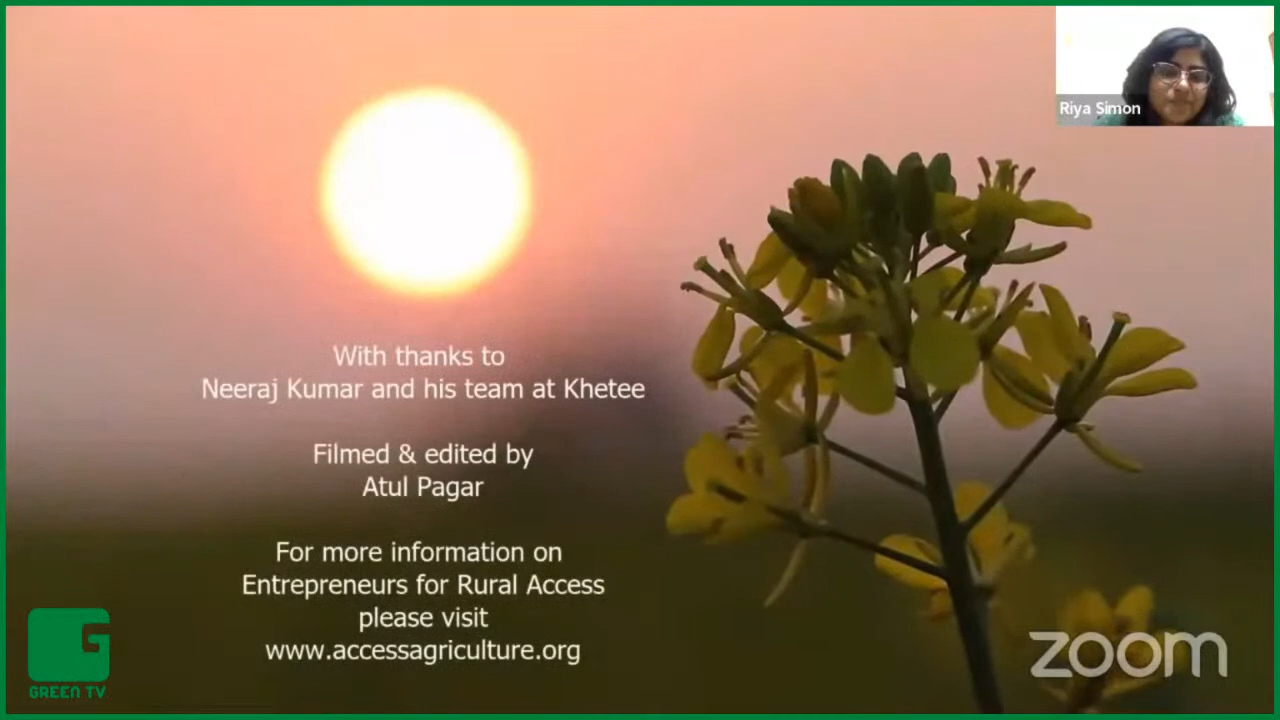 Riya Simon
With thanks to
Neeraj Kumar and his team at Khetee
Filmed & edited by
Atul Pagar
For more information on
Entrepreneurs for Rural Access
please visit
www.accessagriculture.org
G
GREEN TV
zoom